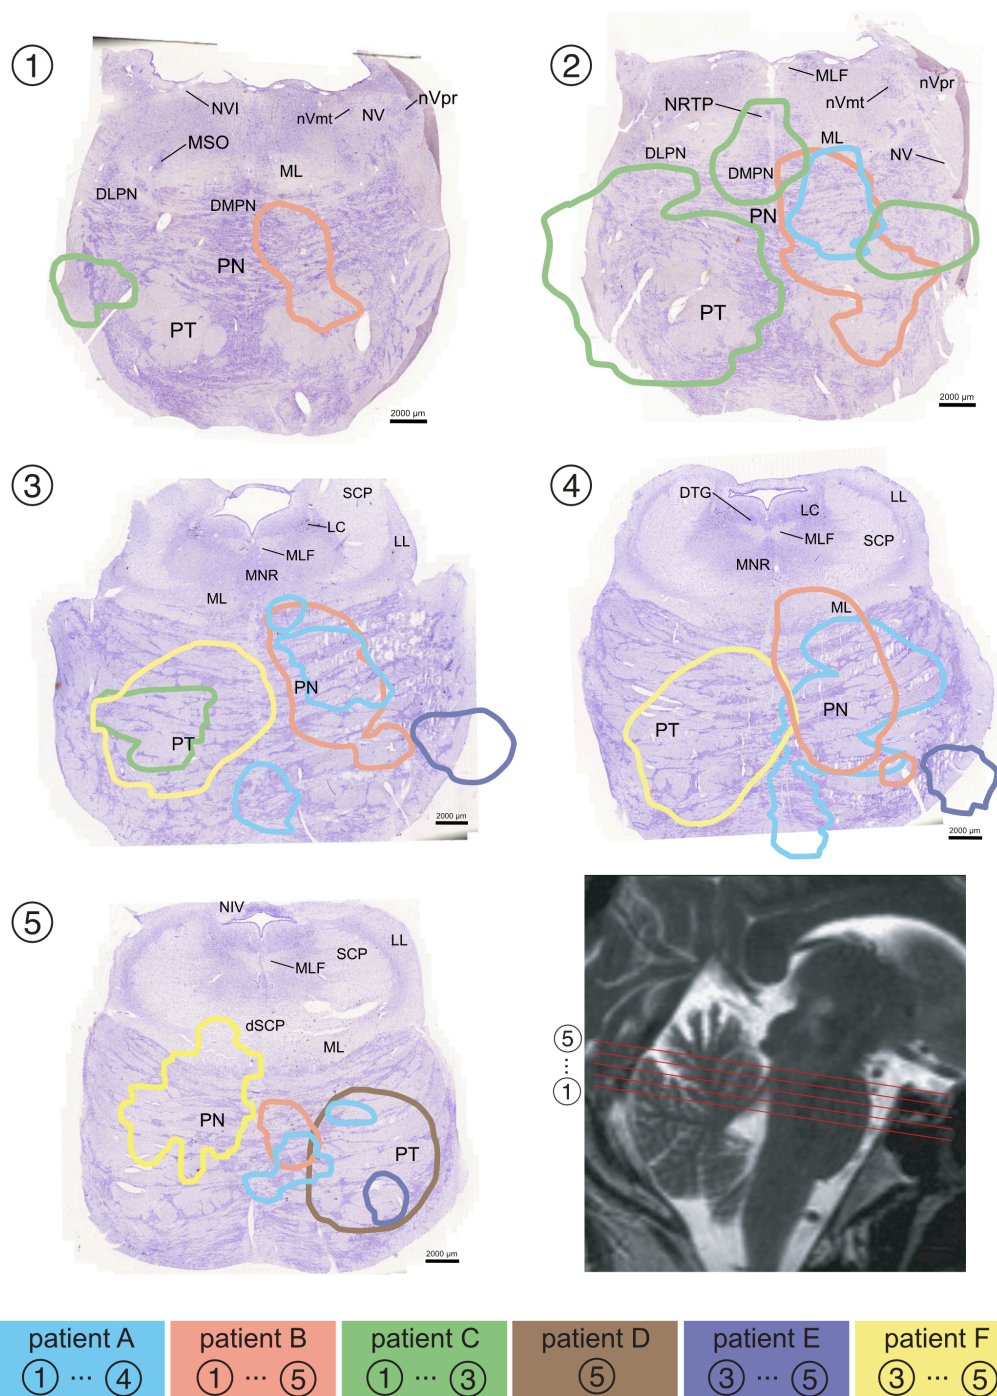 1
NVI
nVmt
NV
nVpr
MSO
ML
DLPN
DMPN
PN
PT
2000 µm
2
MLF
nVpr
nVmt
NRTP
ML
DLPN
NV
DMPN
PN
PT
2000 µm
3
SCP
LC
LL
MLF
MNR
ML
PN
PT
2000 µm
4
DTG
LC
LL
MLF
SCP
MNR
ML
PN
PT
2000 µm
5
NIV
LL
SCP
MLF
dSCP
ML
PN
PT
2000 µm
5
⋮
1
patient A
1 ... 4
patient B
1 ... 5
patient C
1 ... 3
patient D
5
patient E
3 ... 5
patient F
3 ... 5